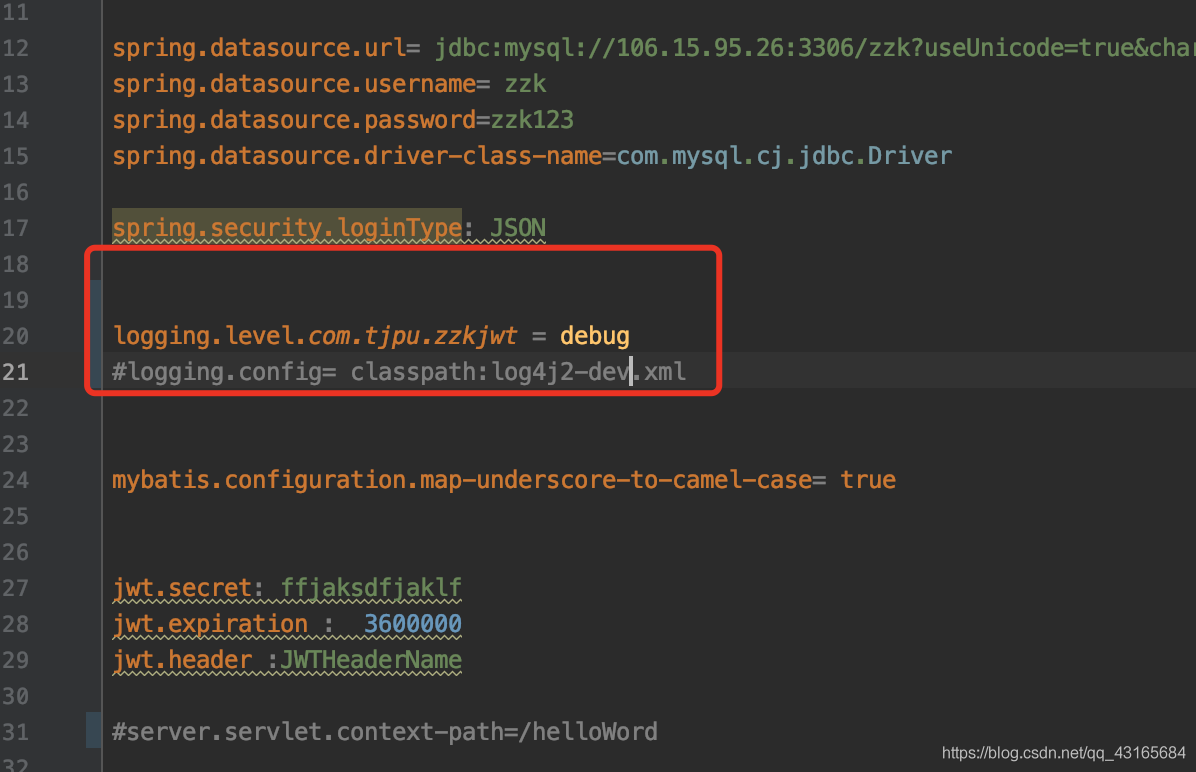 11
12 spring.datasource.url= jdbc:mysql://106.15.95.26:3306/zzk?useUnicode=true&cha
13 spring.datasource.username= zzk
14 spring.datasource.password=zzk123
15 spring.datasource.driver-class-name=com.mysql.cj.jdbc.Driver
16
17 spring.security.loginType: JSON
18
19
20 logging.level.com.tjpu.zzkjwt = debug
21 #logging.config= classpath:log4j2-dev.xml
22
23
24 mybatis.configuration.map-underscore-to-camel-case= true
25
26
27 jwt.secret: ffjaksdfjaklf
28 jwt.expiration :  3600000
29 jwt.header :JWTHeaderName
30
31 #server.servlet.context-path=/helloWord
32
https://blog.csdn.net/qq_43165684